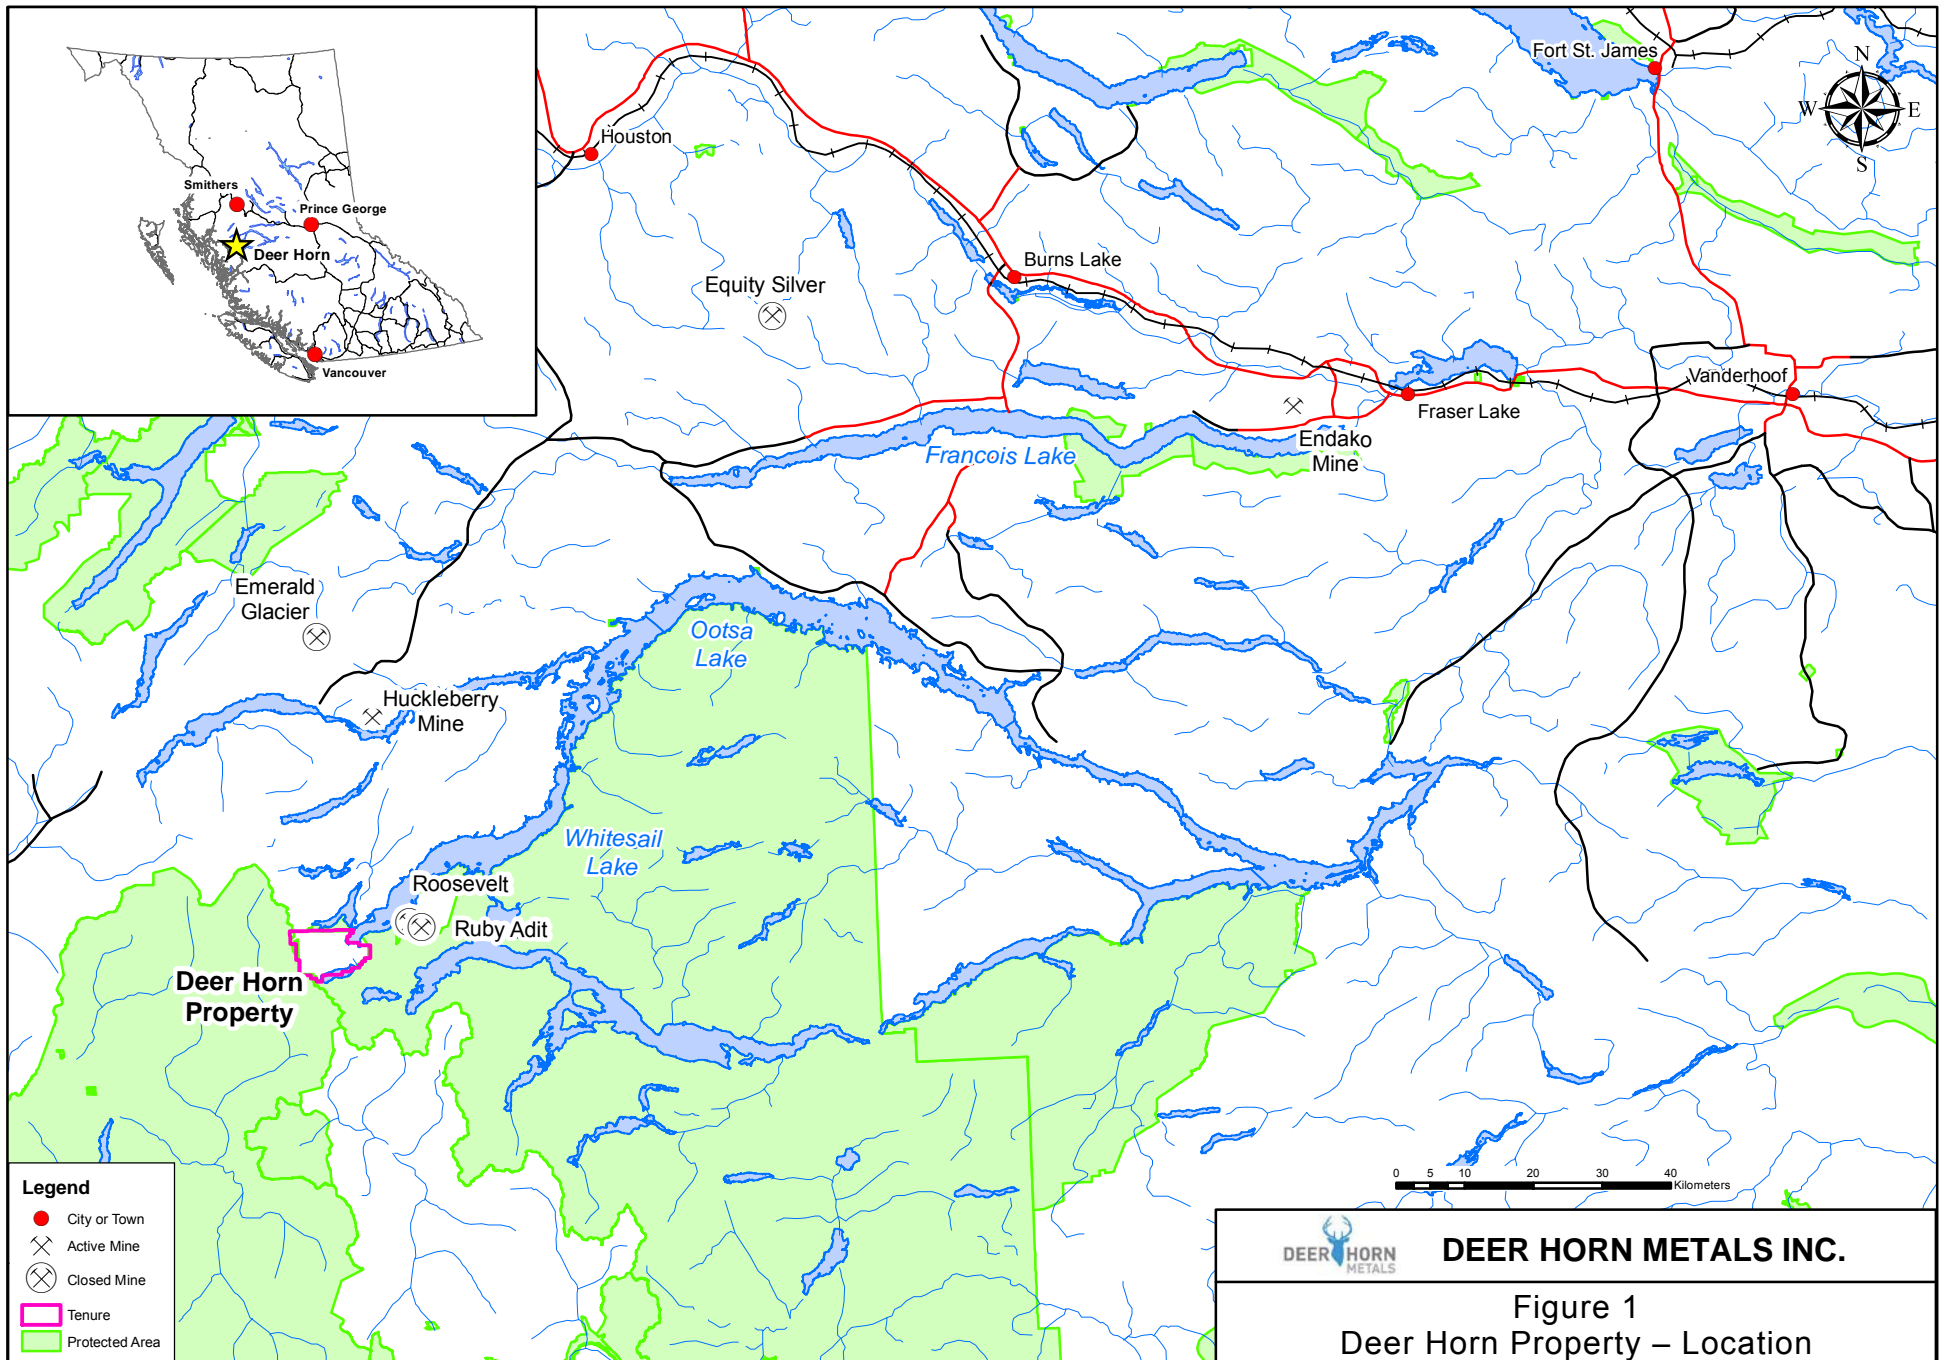 Smithers
Prince George
Deer Horn
Vancouver
Fort St. James
N
W
E
S
Houston
Burns Lake
Equity Silver
Vanderhoof
Fraser Lake
Endako
Mine
Francois Lake
Emerald
Glacier
Ootsa
Lake
Huckleberry
Mine
Whitesail
Lake
Roosevelt
Ruby Adit
Deer Horn
Property
Legend
City or Town
Active Mine
Closed Mine
Tenure
Protected Area
0 5 10 20 30 40
Kilometers
DEER HORN
METALS
DEER HORN METALS INC.
Figure 1
Deer Horn Property – Location